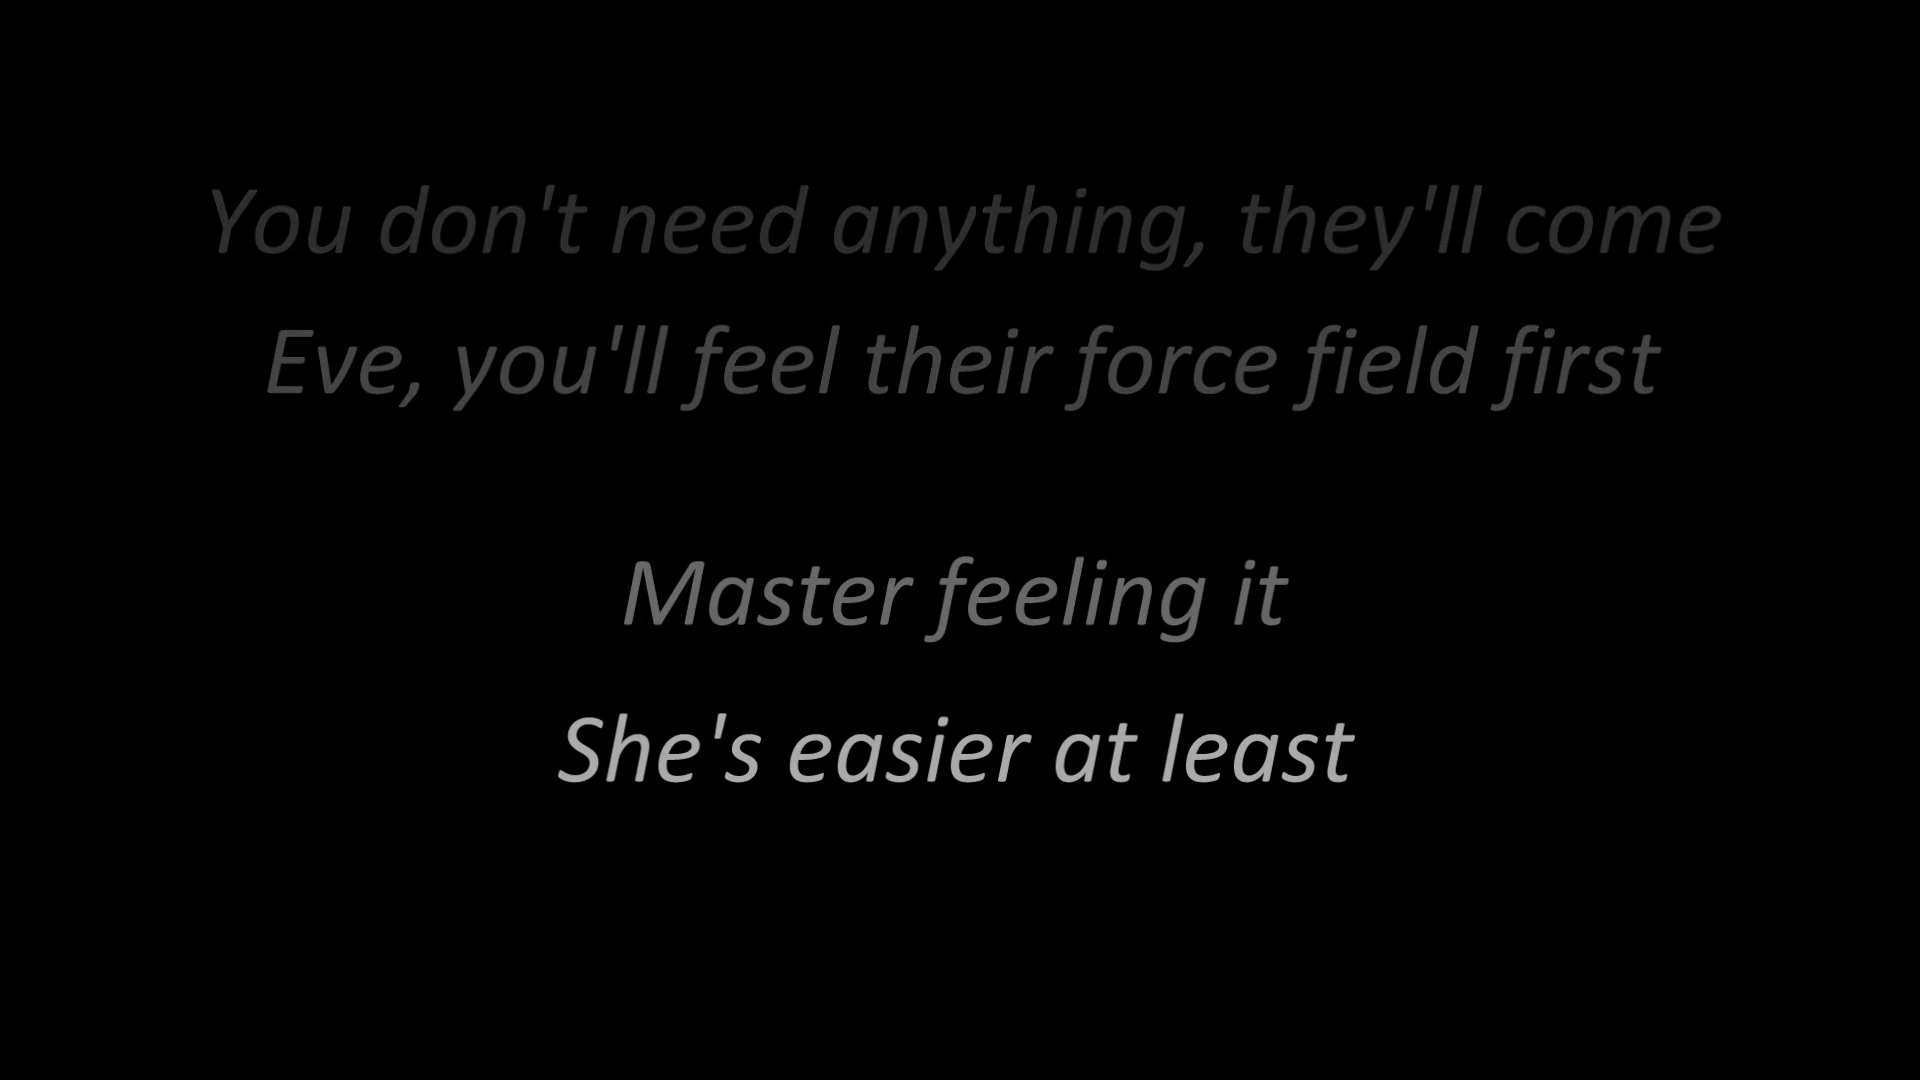 You don't need anything, they'll come
Eve, you'll feel their force field first
Master feeling it
She's easier at least